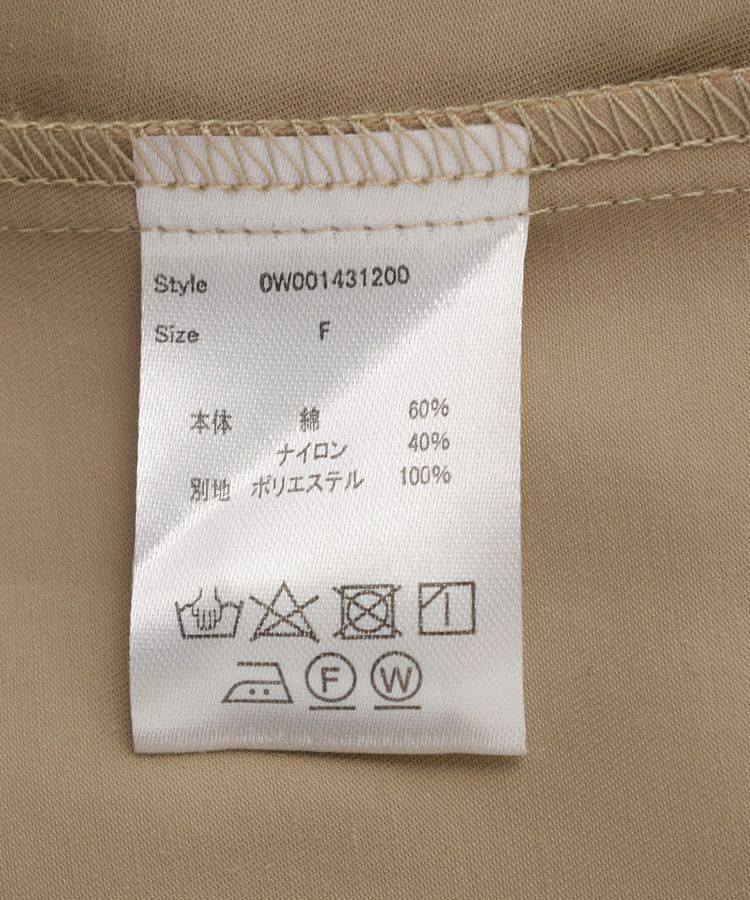 Style 0W001431200
Size F
本体 綿 60%
ナイロン 40%
別地 ポリエステル 100%
F W